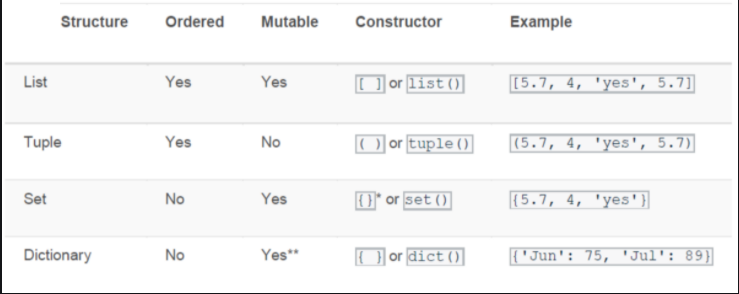 Structure Ordered Mutable Constructor Example
List Yes Yes [ ] or list() [5.7, 4, 'yes', 5.7]
Tuple Yes No ( ) or tuple() (5.7, 4, 'yes', 5.7)
Set No Yes {}* or set() {5.7, 4, 'yes'}
Dictionary No Yes** { } or dict() {'Jun': 75, 'Jul': 89}